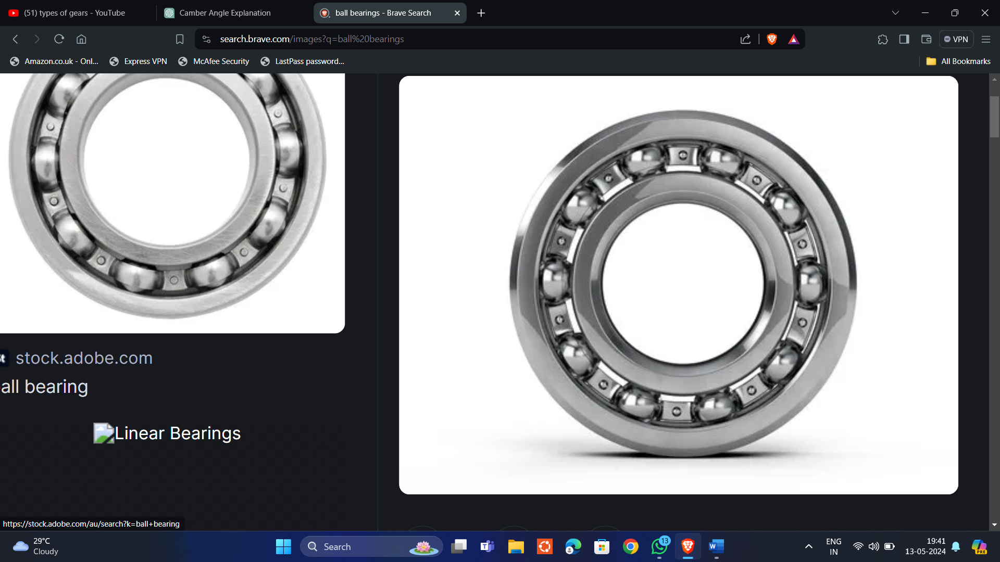 (51) types of gears - YouTube
Camber Angle Explanation
ball bearings - Brave Search
search.brave.com/images?q=ball%20bearings
VPN
Amazon.co.uk - Onl...
Express VPN
McAfee Security
LastPass password...
All Bookmarks
t stock.adobe.com
all bearing
Linear Bearings
https://stock.adobe.com/au/search?k=ball+bearing
29°C
Cloudy
Search
13
ENG
IN
19:41
13-05-2024
PRE